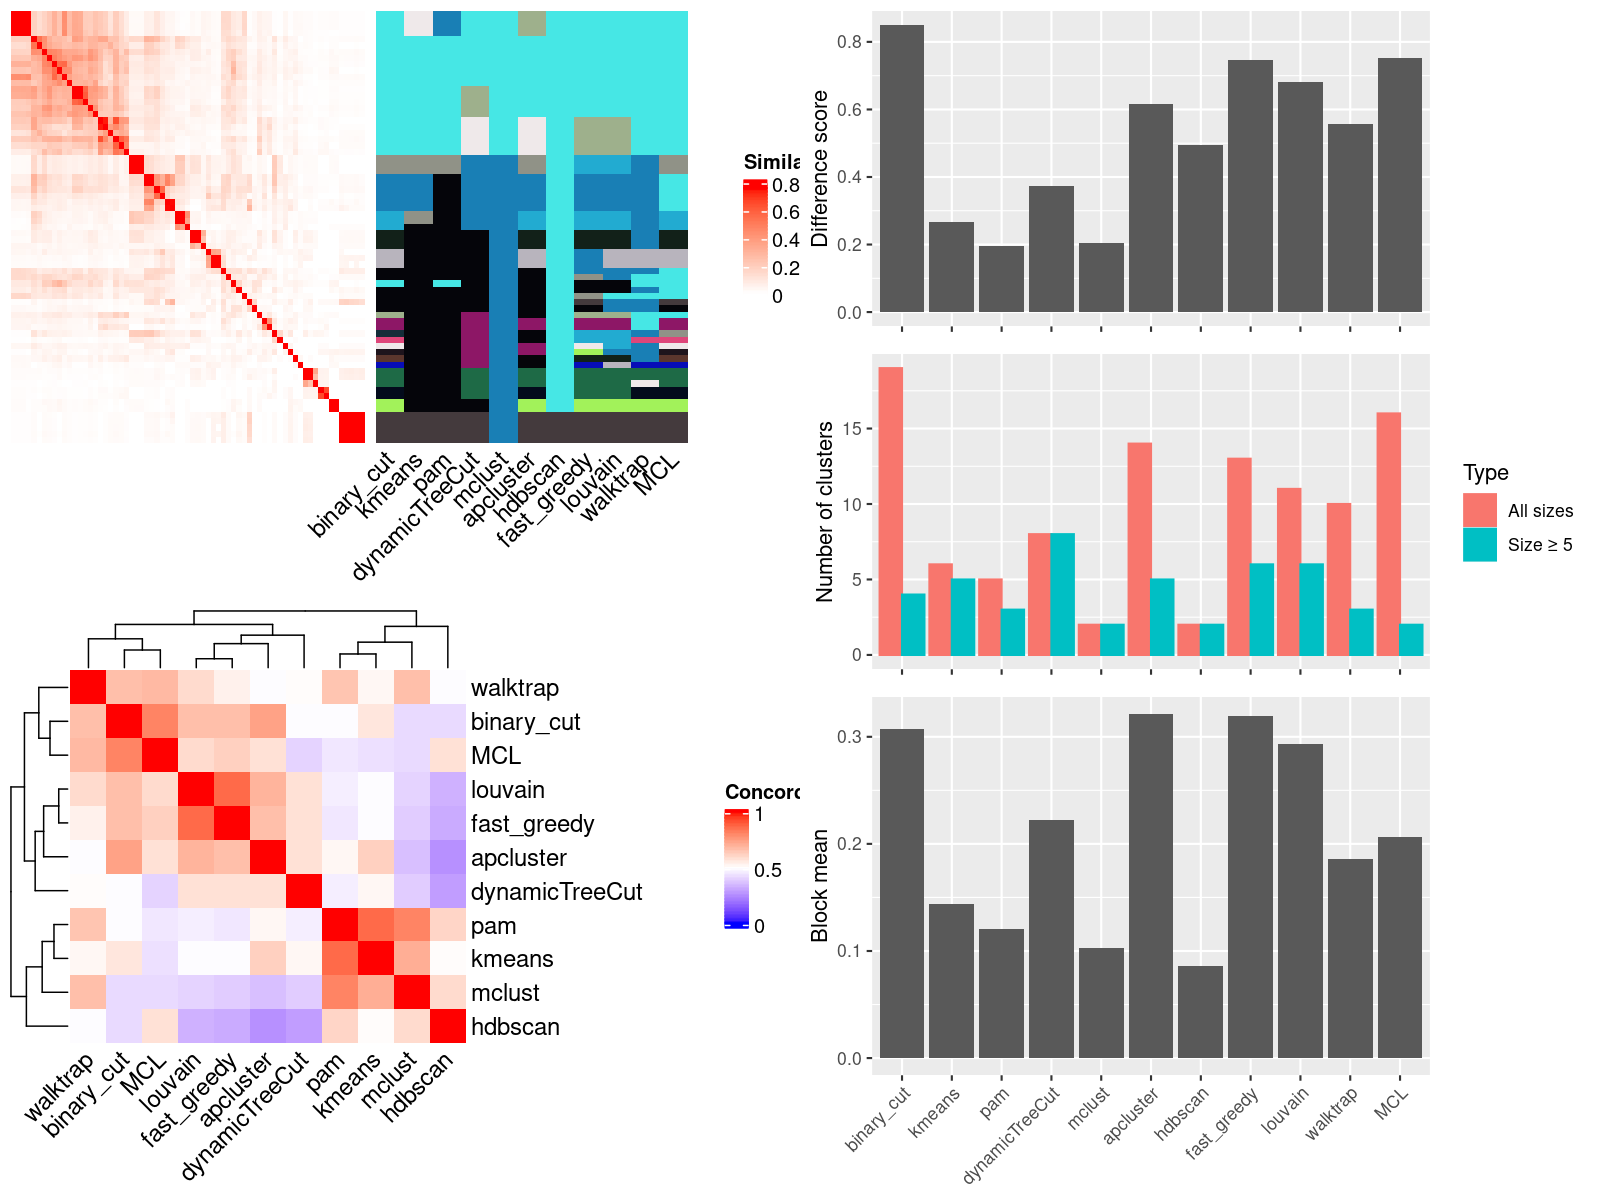 Simila
0.8
0.6
0.4
0.2
0
binary_cut
kmeans
pam
dynamicTreeCut
mclust
apcluster
hdbscan
fast_greedy
louvain
walktrap
MCL
walktrap
binary_cut
MCL
louvain
fast_greedy
apcluster
dynamicTreeCut
pam
kmeans
mclust
hdbscan
walktrap
binary_cut
MCL
louvain
fast_greedy
apcluster
dynamicTreeCut
pam
kmeans
mclust
hdbscan
Concord
1
0.5
0
Difference score
0.8
0.6
0.4
0.2
0.0
Number of clusters
15
10
5
0
Type
All sizes
Size ≥ 5
Block mean
0.3
0.2
0.1
0.0
binary_cut
kmeans
pam
dynamicTreeCut
mclust
apcluster
hdbscan
fast_greedy
louvain
walktrap
MCL